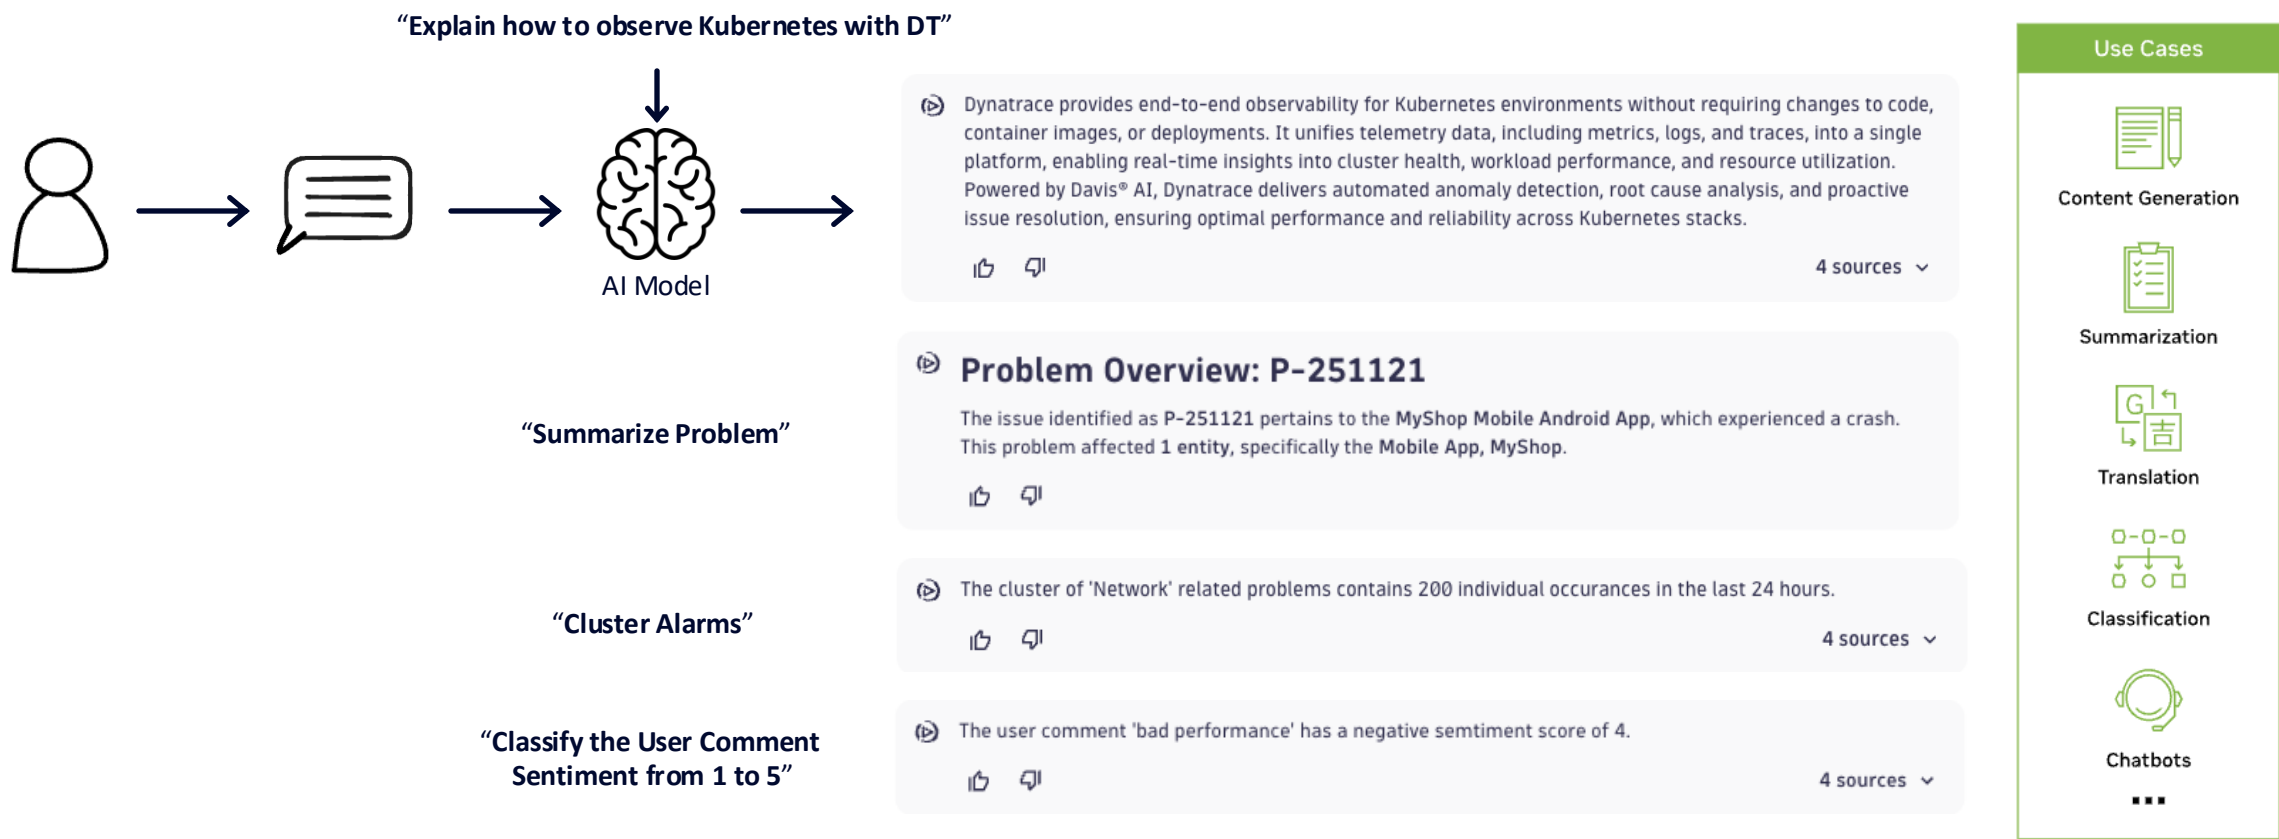 “Explain how to observe Kubernetes with DT”
AI Model
Dynatrace provides end-to-end observability for Kubernetes environments without requiring changes to code,
container images, or deployments. It unifies telemetry data, including metrics, logs, and traces, into a single
platform, enabling real-time insights into cluster health, workload performance, and resource utilization.
Powered by Davis® AI, Dynatrace delivers automated anomaly detection, root cause analysis, and proactive
issue resolution, ensuring optimal performance and reliability across Kubernetes stacks.
4 sources
“Summarize Problem”
Problem Overview: P-251121
The issue identified as P-251121 pertains to the MyShop Mobile Android App, which experienced a crash.
This problem affected 1 entity, specifically the Mobile App, MyShop.
“Cluster Alarms”
The cluster of 'Network' related problems contains 200 individual occurances in the last 24 hours.
4 sources
“Classify the User Comment
Sentiment from 1 to 5”
The user comment 'bad performance' has a negative semtiment score of 4.
4 sources
Use Cases
Content Generation
Summarization
G
吉
Translation
Classification
Chatbots
...